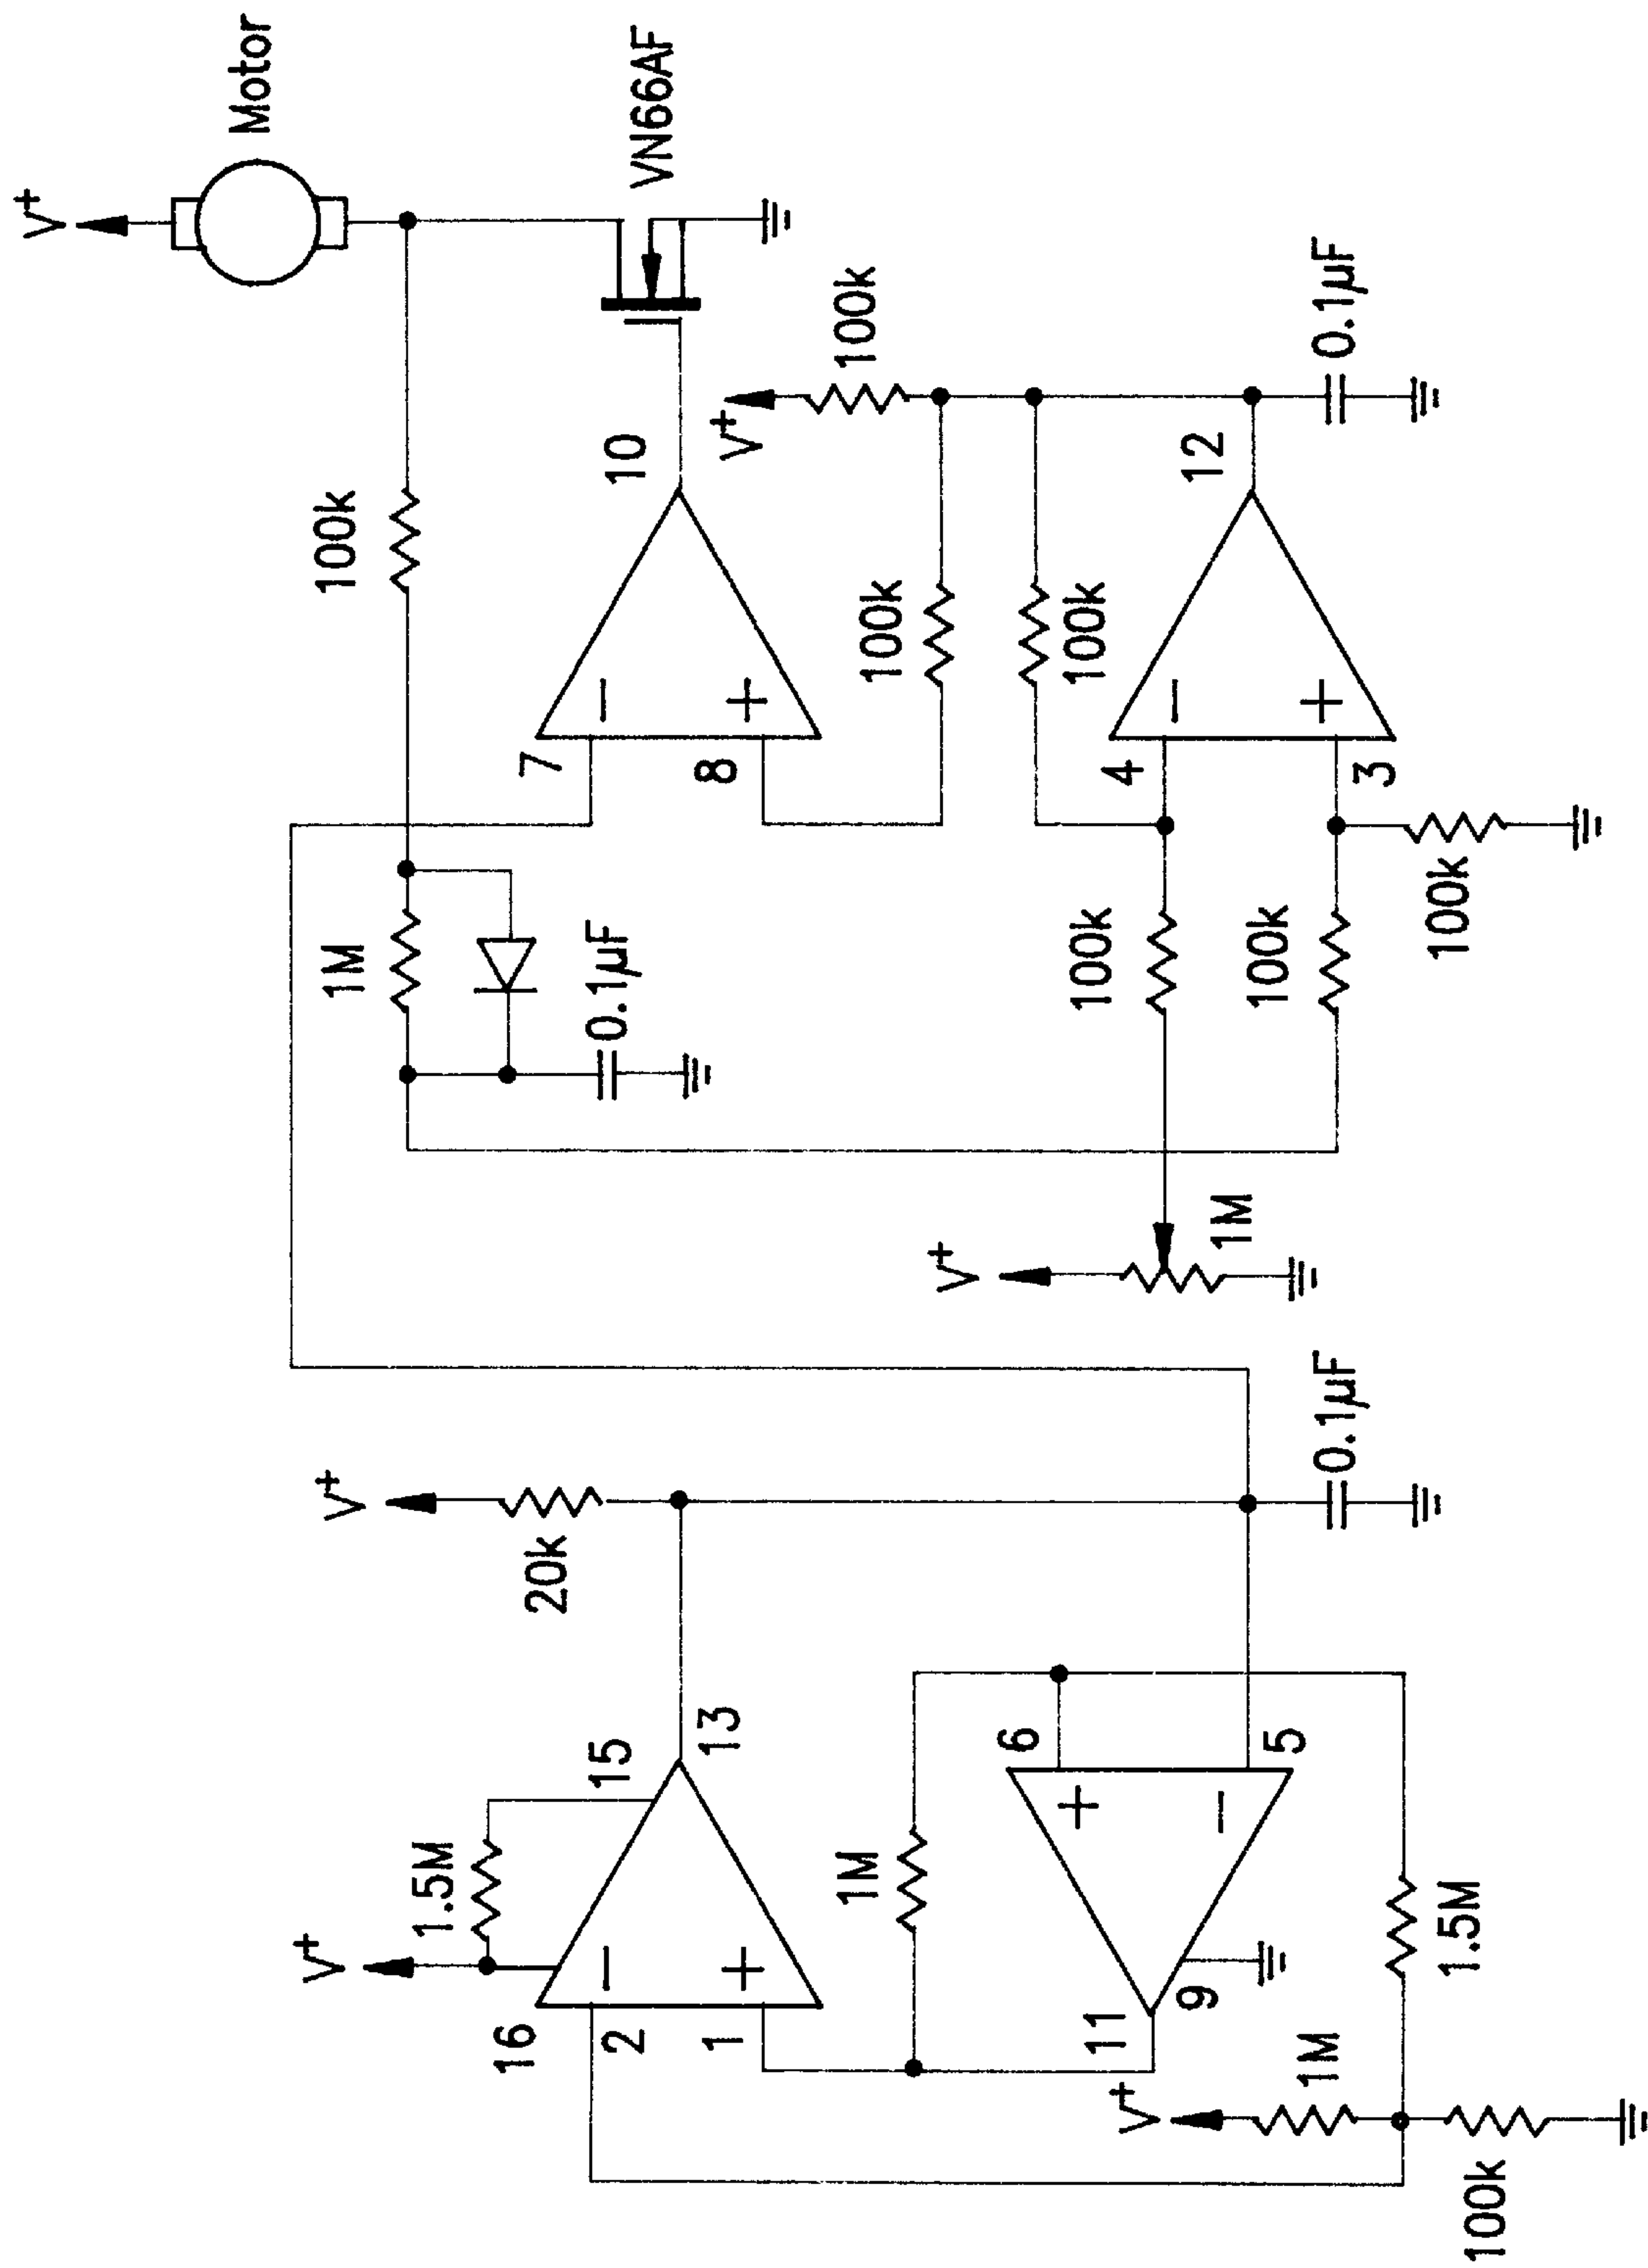 V+
Motor
VN66AF
100k
10
V+
100k
7
-
8
+
1M
0.1µF
100k
100k
12
0.1µF
4
-
3
+
100k
100k
100k
V+
1M
V+
20k
0.1µF
V+
1.5M
15
13
16
-
2
+
1
1M
6
+
5
-
11
9
1.5M
V+
1M
100k